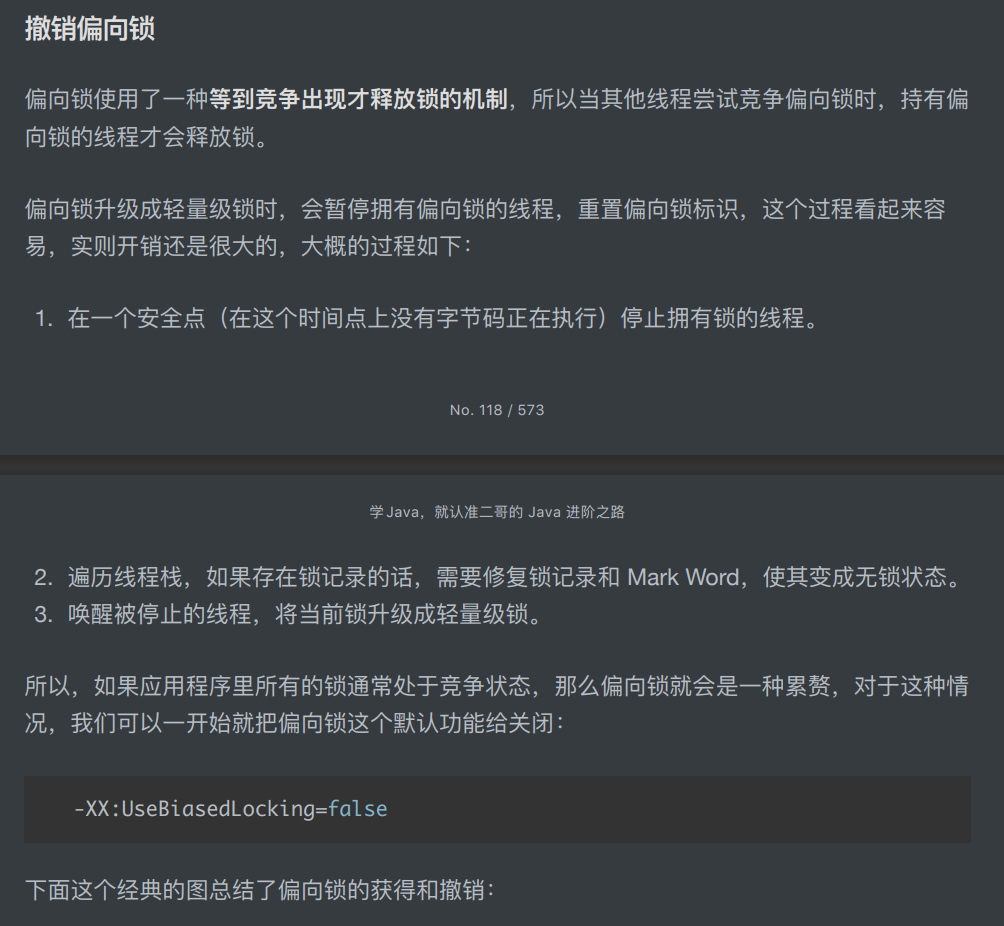 撤销偏向锁
偏向锁使用了一种等到竞争出现才释放锁的机制，所以当其他线程尝试竞争偏向锁时，持有偏
向锁的线程才会释放锁。
偏向锁升级成轻量级锁时，会暂停拥有偏向锁的线程，重置偏向锁标识，这个过程看起来容
易，实则开销还是很大的，大概的过程如下：
1. 在一个安全点（在这个时间点上没有字节码正在执行）停止拥有锁的线程。
No. 118 / 573
学Java，就认准二哥的 Java 进阶之路
2. 遍历线程栈，如果存在锁记录的话，需要修复锁记录和 Mark Word，使其变成无锁状态。
3. 唤醒被停止的线程，将当前锁升级成轻量级锁。
所以，如果应用程序里所有的锁通常处于竞争状态，那么偏向锁就会是一种累赘，对于这种情
况，我们可以一开始就把偏向锁这个默认功能给关闭：
-XX:UseBiasedLocking=false
下面这个经典的图总结了偏向锁的获得和撤销：